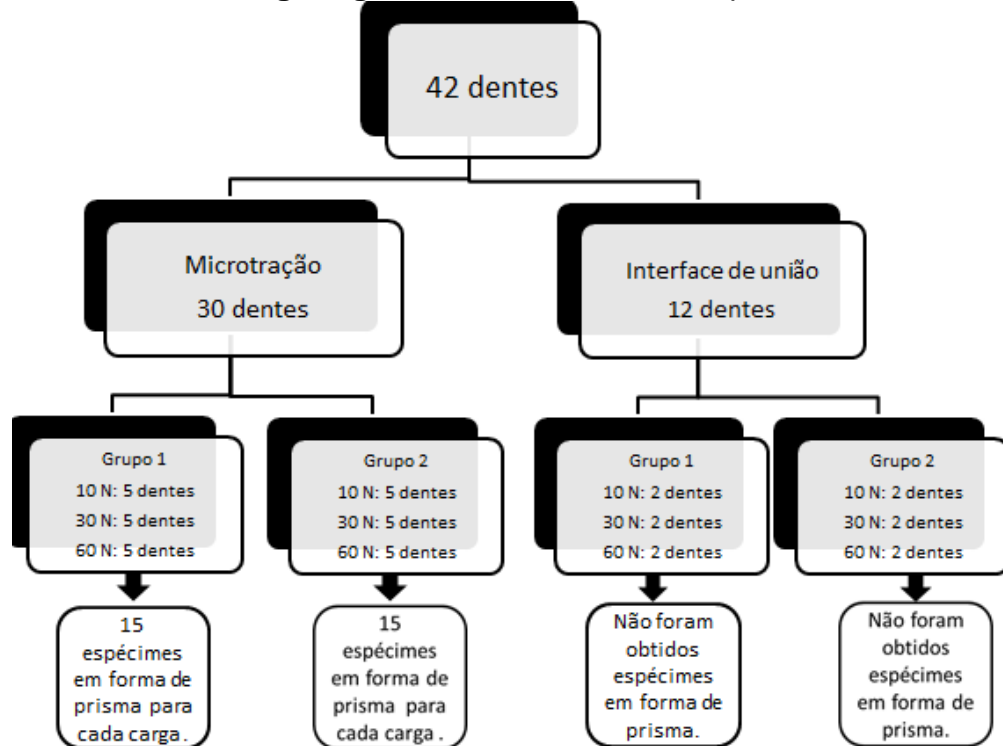 42 dentes
Microtração
30 dentes
Interface de união
12 dentes
Grupo 1
10 N: 5 dentes
30 N: 5 dentes
60 N: 5 dentes
Grupo 2
10 N: 5 dentes
30 N: 5 dentes
60 N: 5 dentes
Grupo 1
10 N: 2 dentes
30 N: 2 dentes
60 N: 2 dentes
Grupo 2
10 N: 2 dentes
30 N: 2 dentes
60 N: 2 dentes
15
espécimes
em forma de
prisma para
cada carga.
15
espécimes
em forma de
prisma para
cada carga .
Não foram
obtidos
espécimes
em forma de
prisma.
Não foram
obtidos
espécimes
em forma de
prisma.